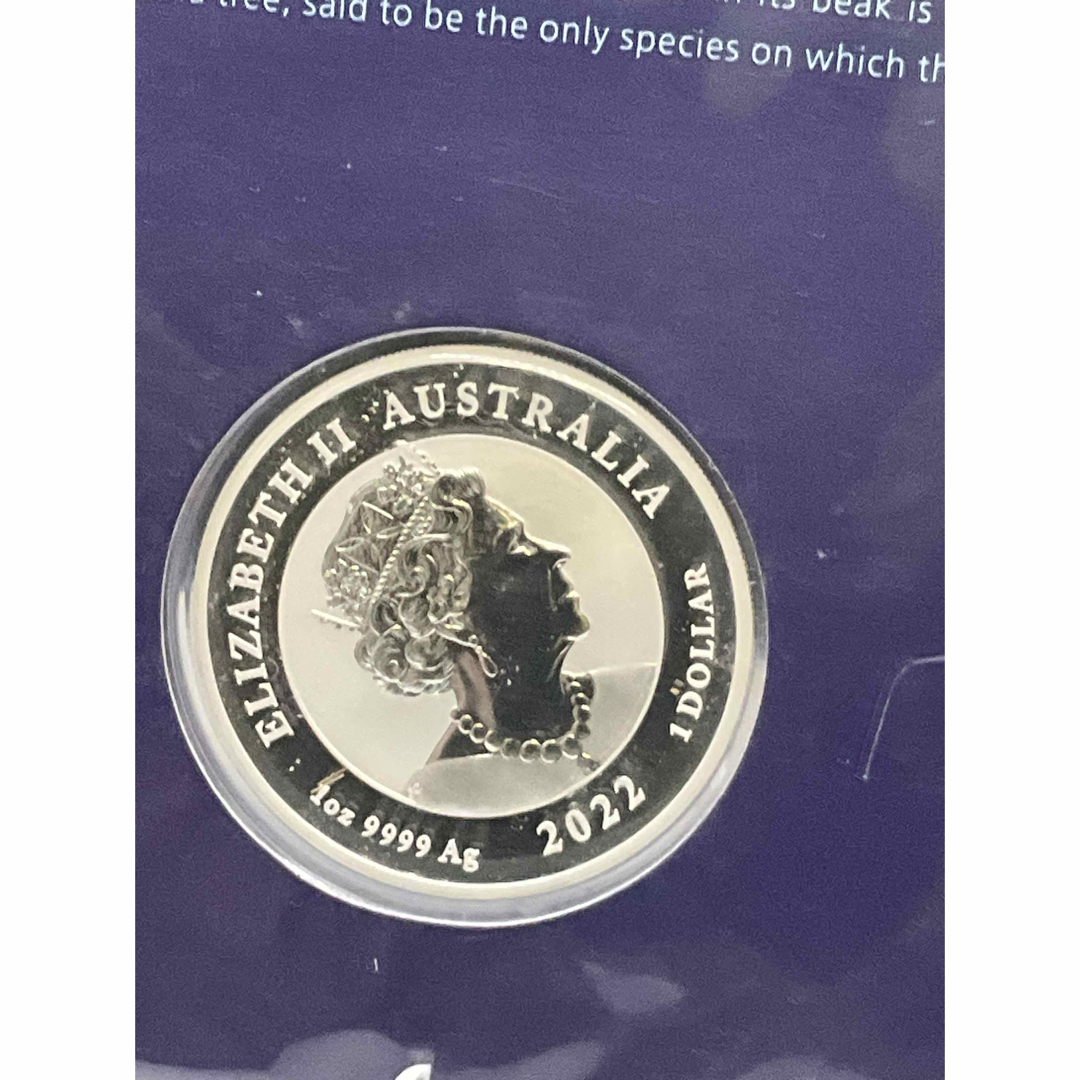 its beak is
tree, said to be the only species on which
ELIZABETH II AUSTRALIA
1 DOLLAR
1oz 9999 Ag 2022